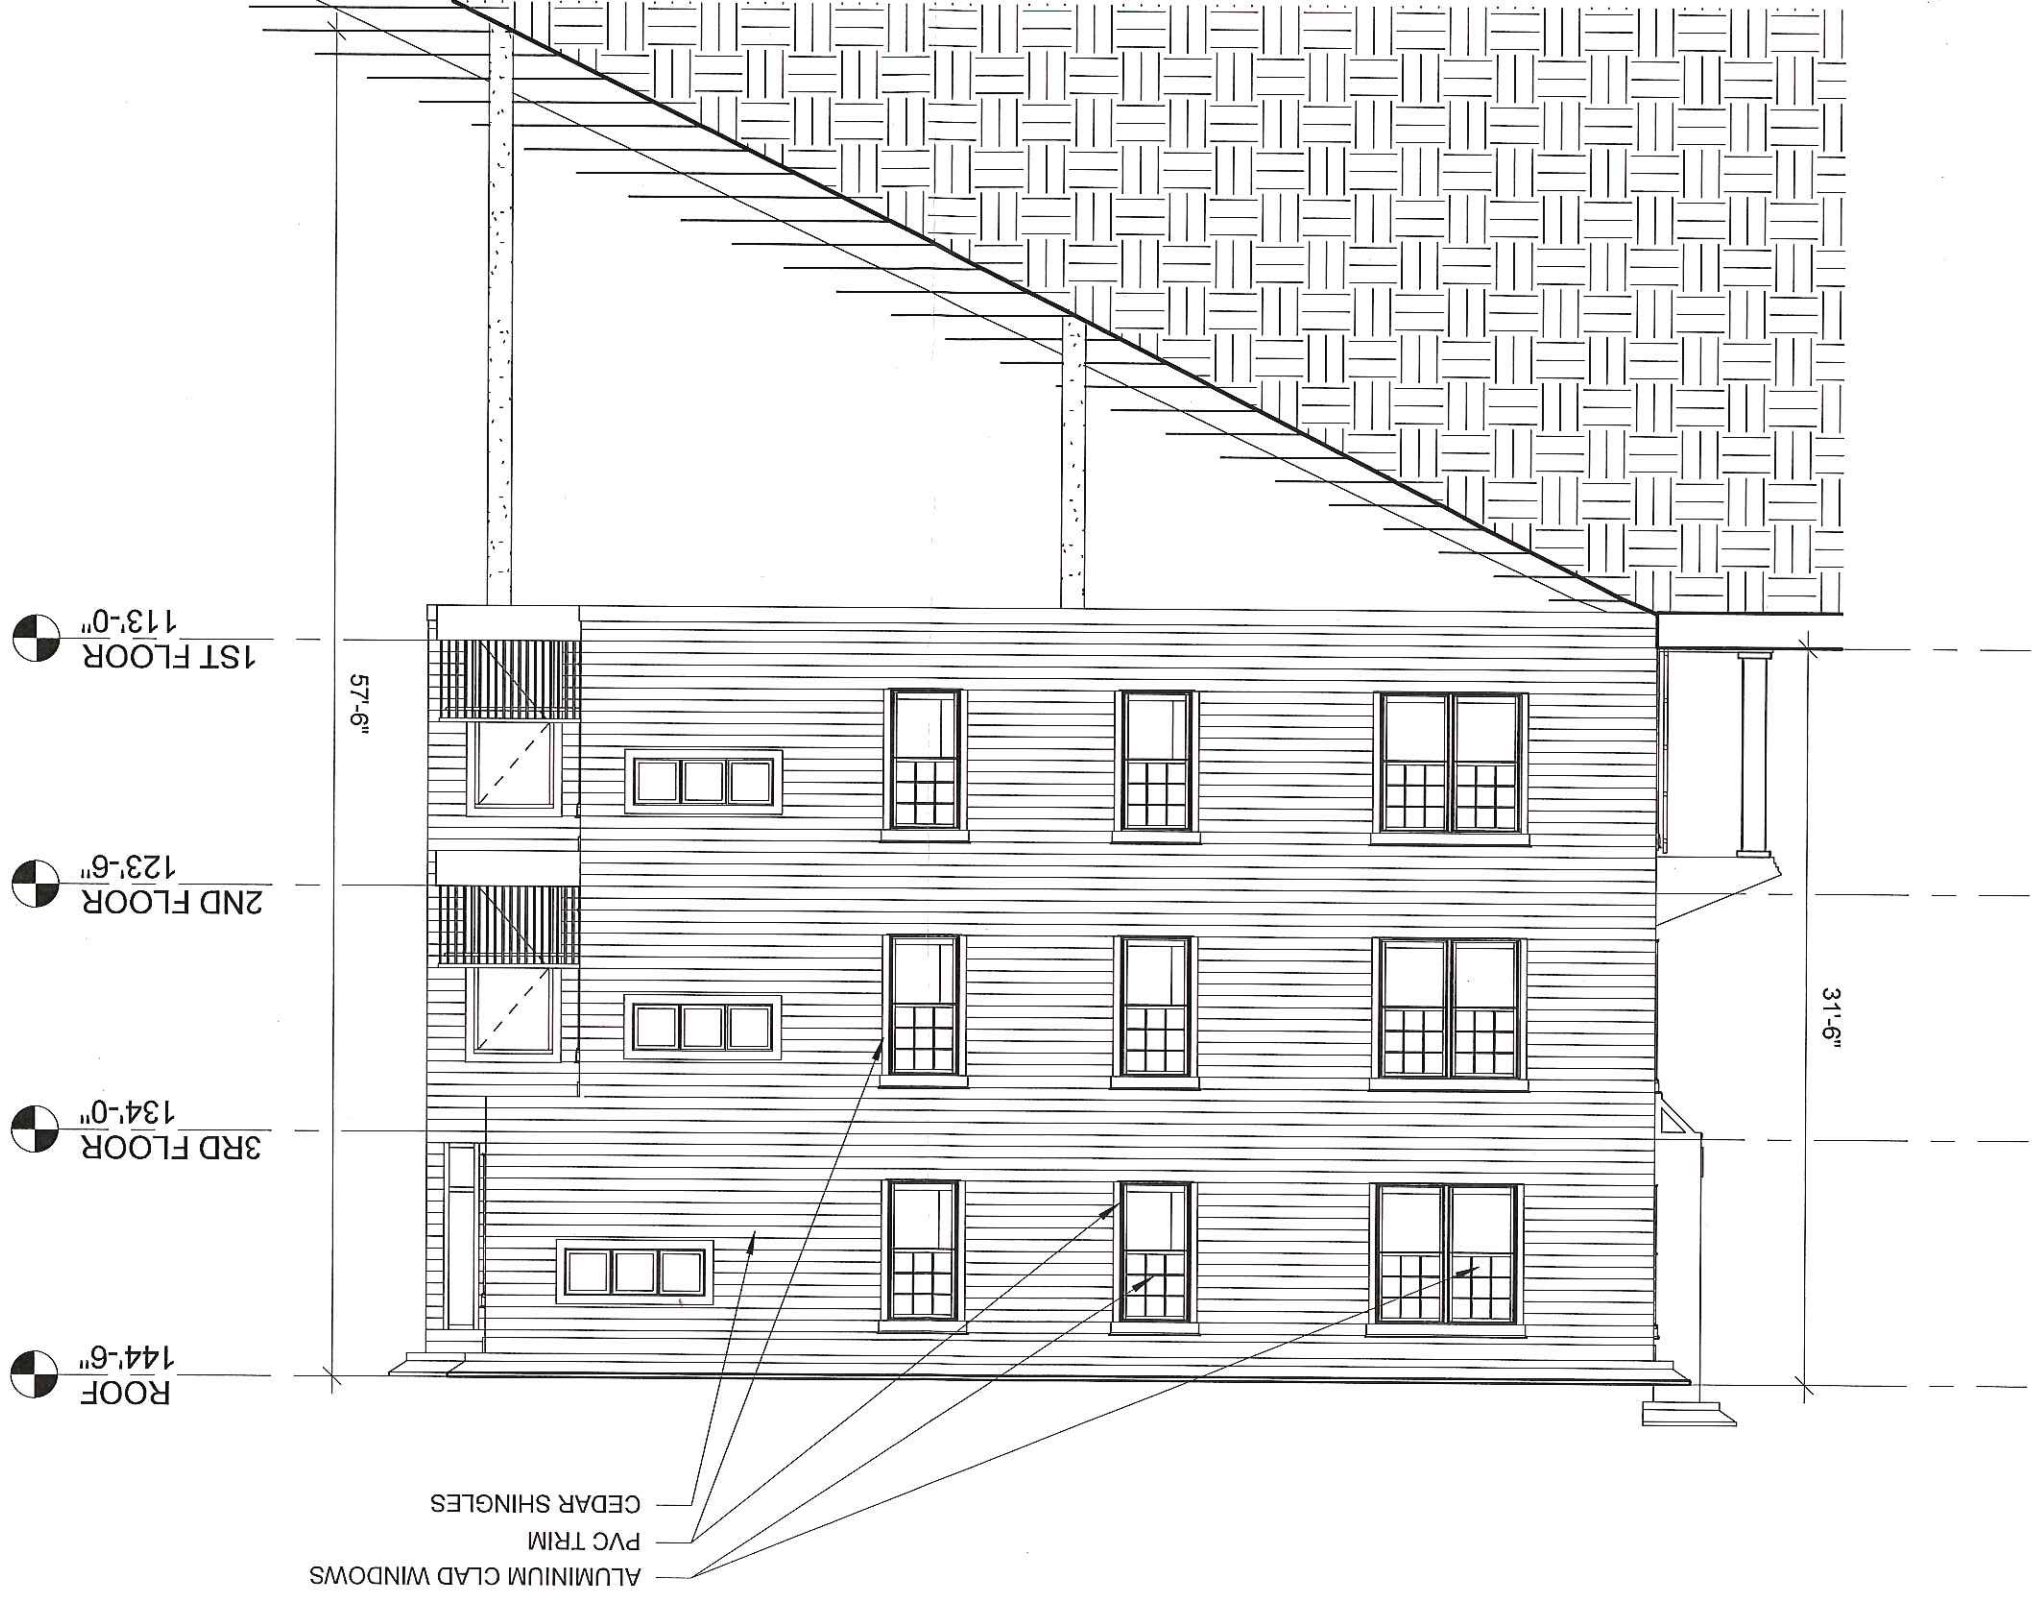 ALUMINIUM CLAD WINDOWS
PVC TRIM
CEDAR SHINGLES
ROOF
144'-6"
3RD FLOOR
134'-0"
31'-6"
2ND FLOOR
123'-6"
57'-6"
1ST FLOOR
113'-0"